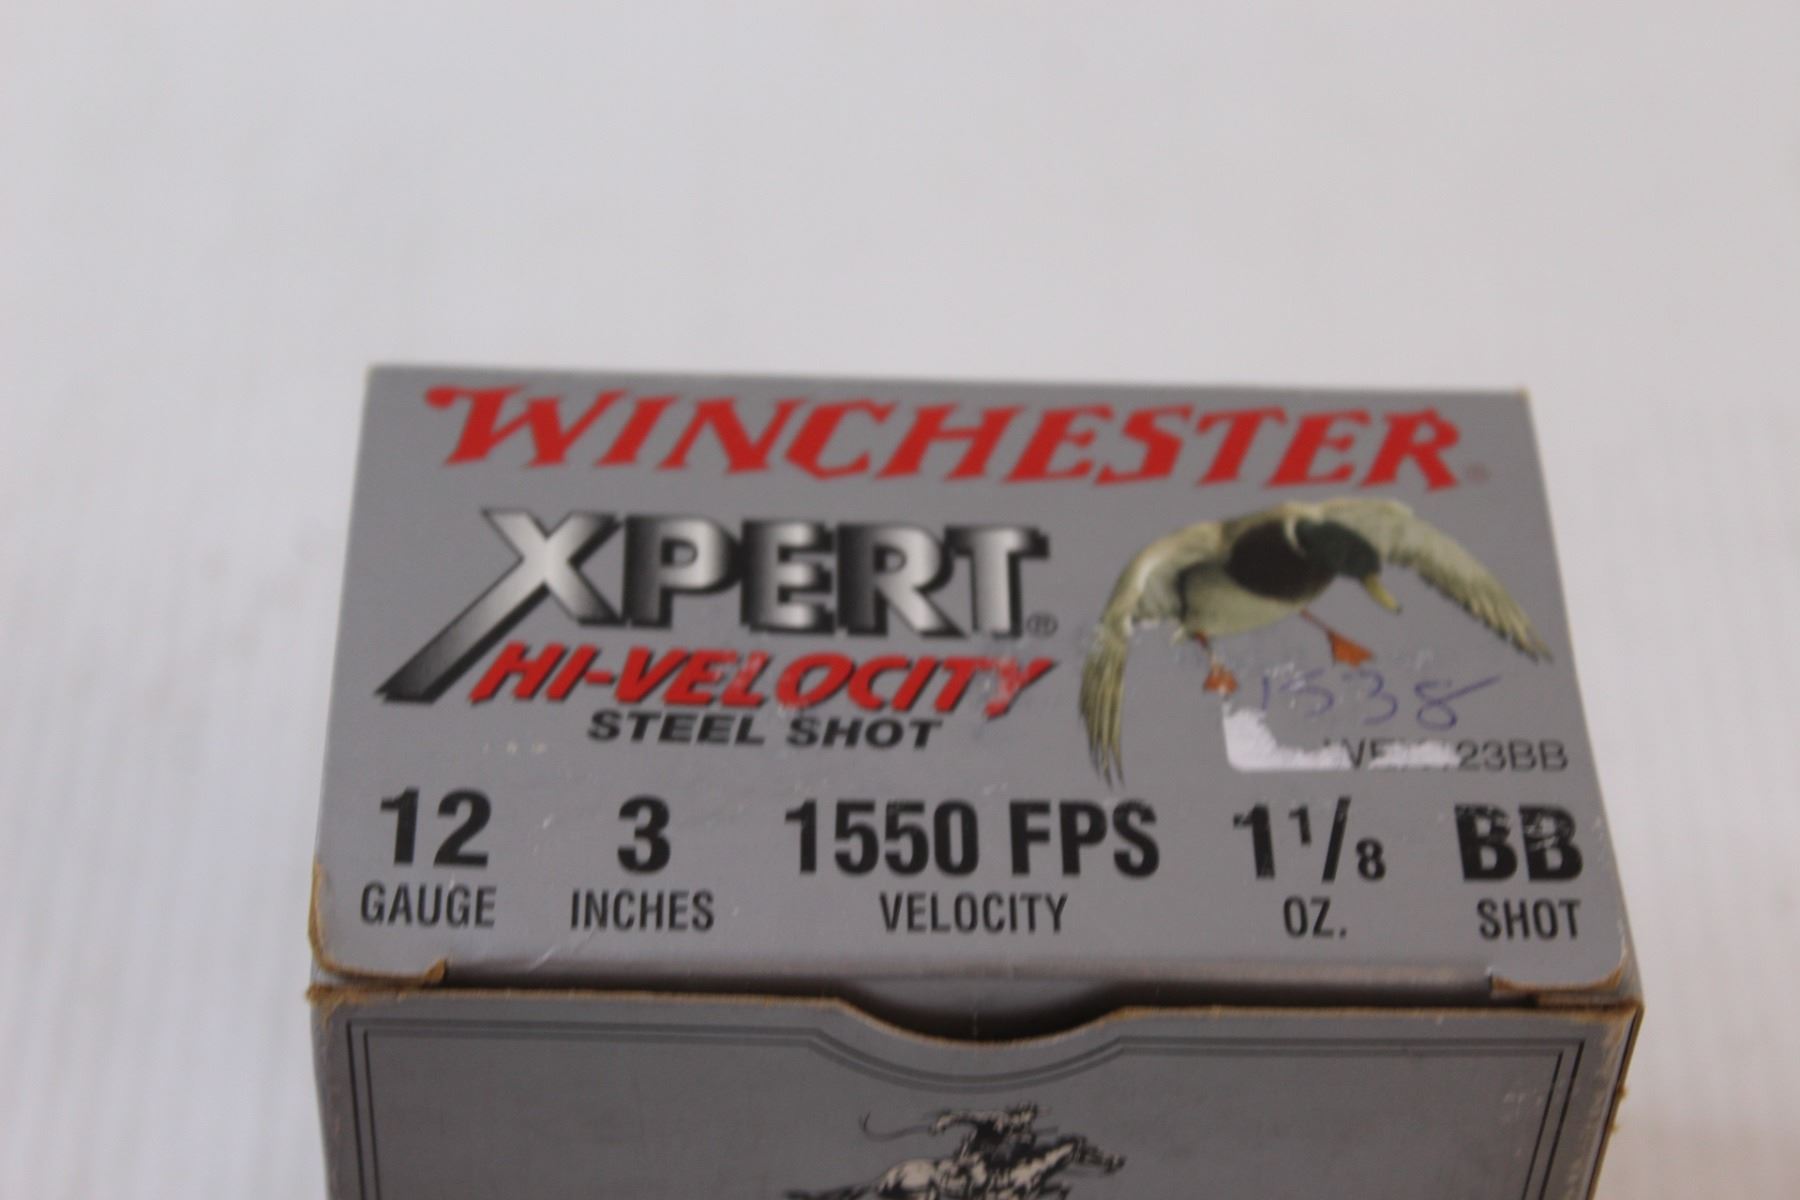 WINCHESTER
XPERT®
HI-VELOCITY
STEEL SHOT
1538
12 3 1550 FPS 1 1/8 BB
GAUGE INCHES VELOCITY OZ. SHOT